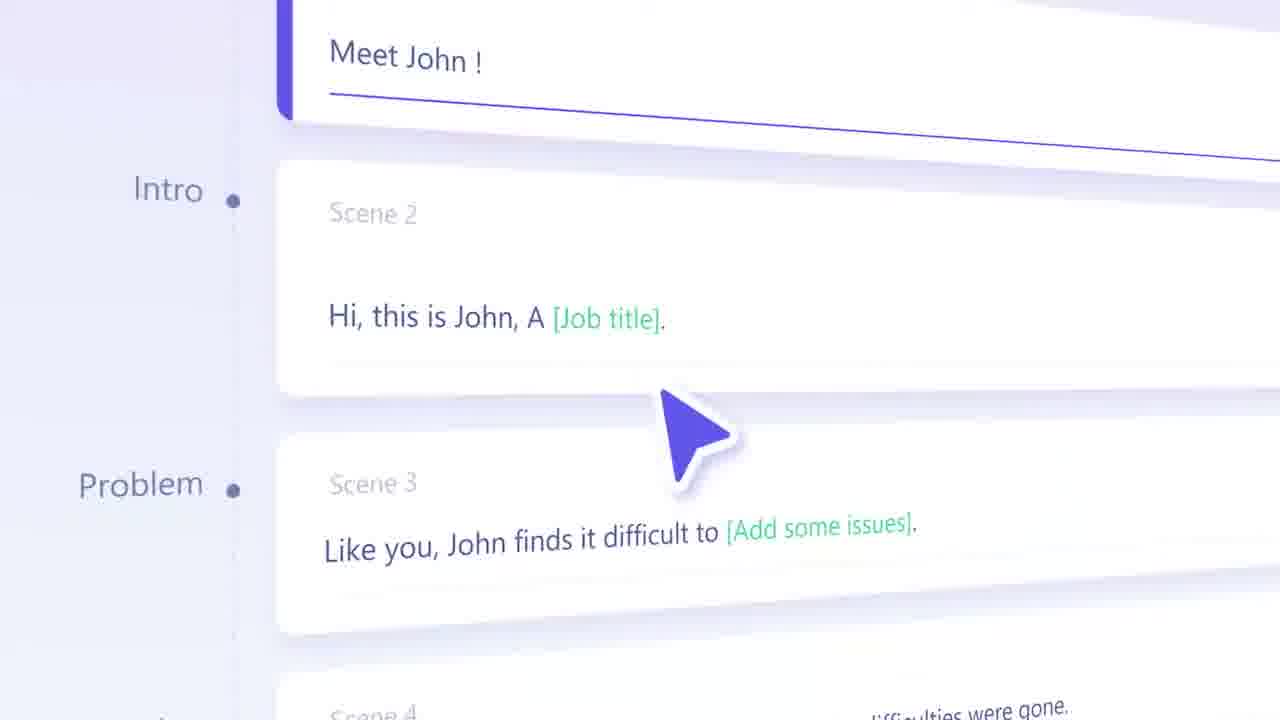 Meet John !
Intro
Scene 2
Hi, this is John, A [Job title].
Problem
Scene 3
Like you, John finds it difficult to [Add some issues].
Scene 4
difficulties were gone.